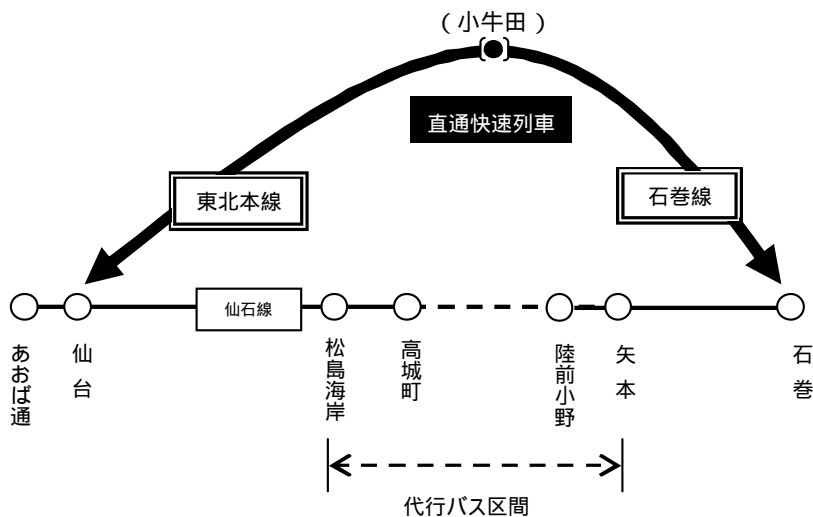 （小牛田）
直通快速列車
東北本線
石巻線
仙石線
あおば通
仙台
松島海岸
高城町
陸前小野
矢本
石巻
代行バス区間